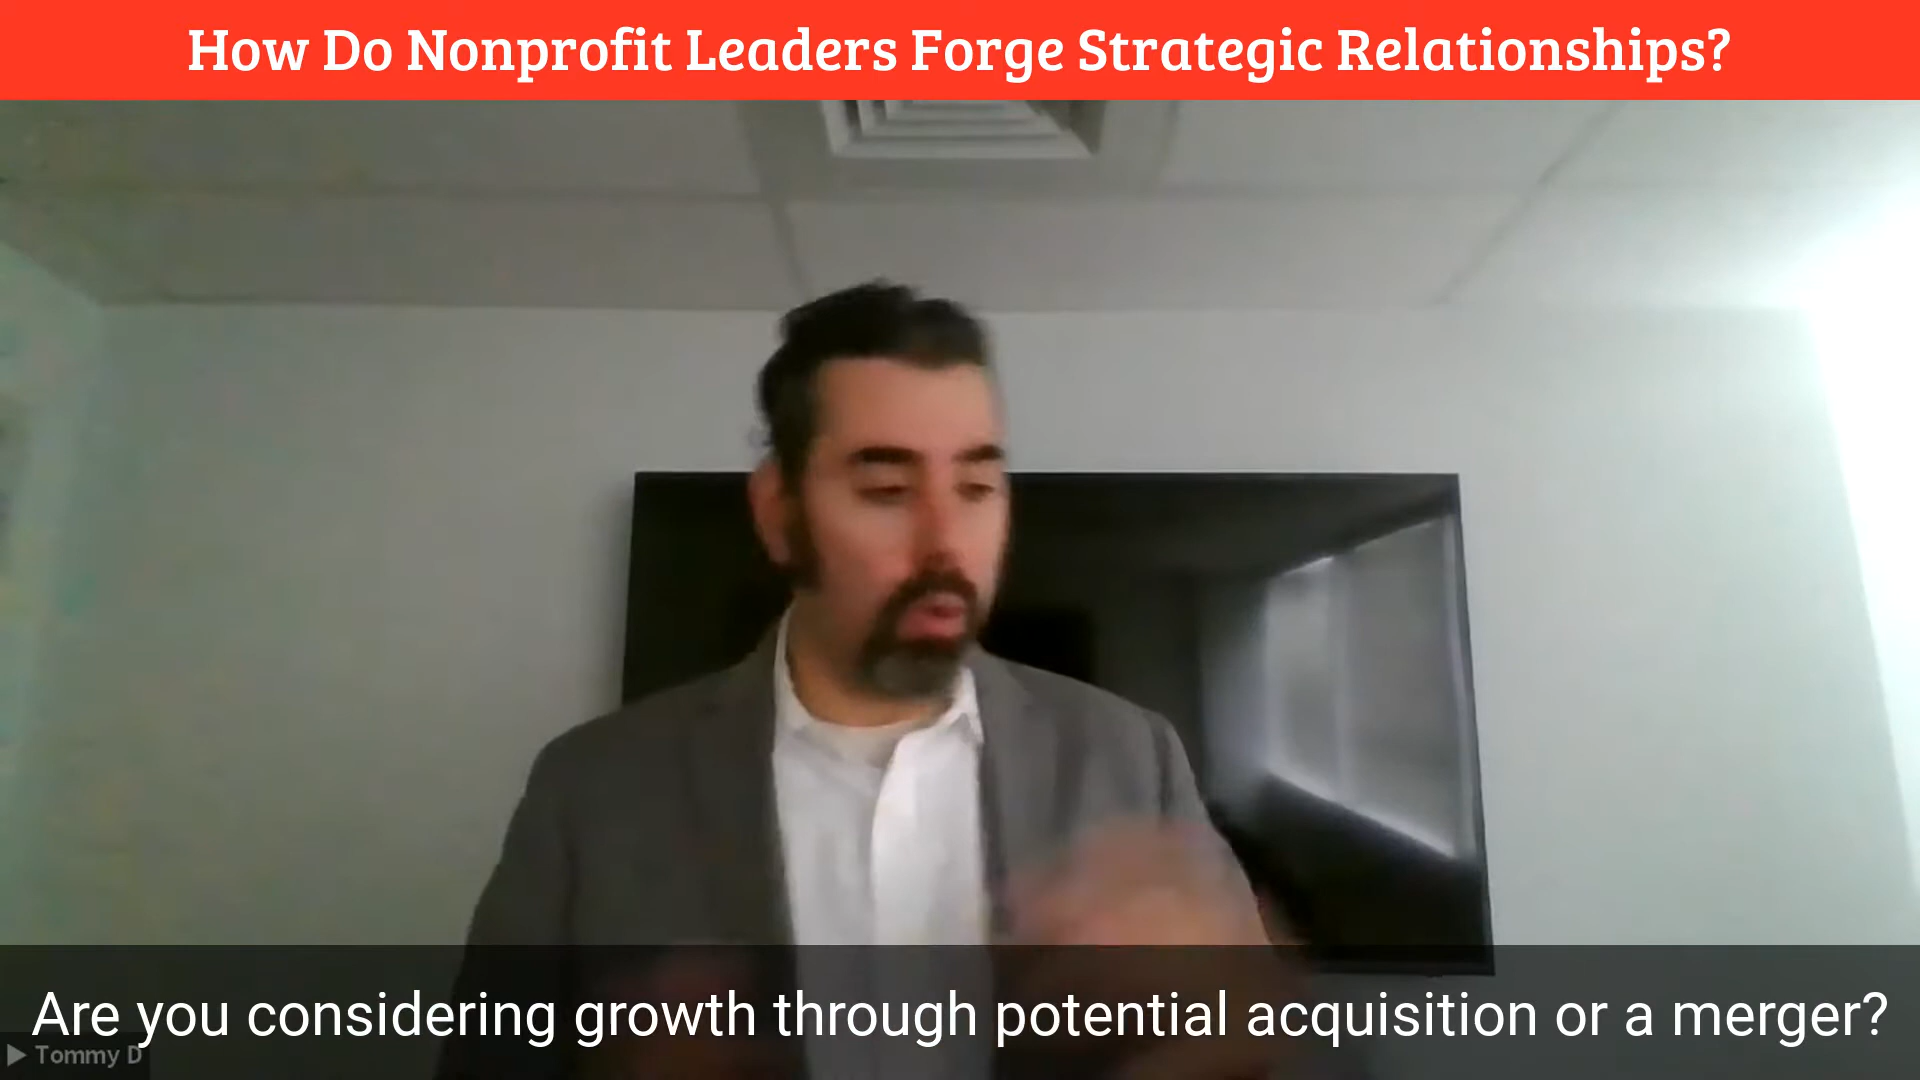 How Do Nonprofit Leaders Forge Strategic Relationships?
Are you considering growth through potential acquisition or a merger?
Tommy D